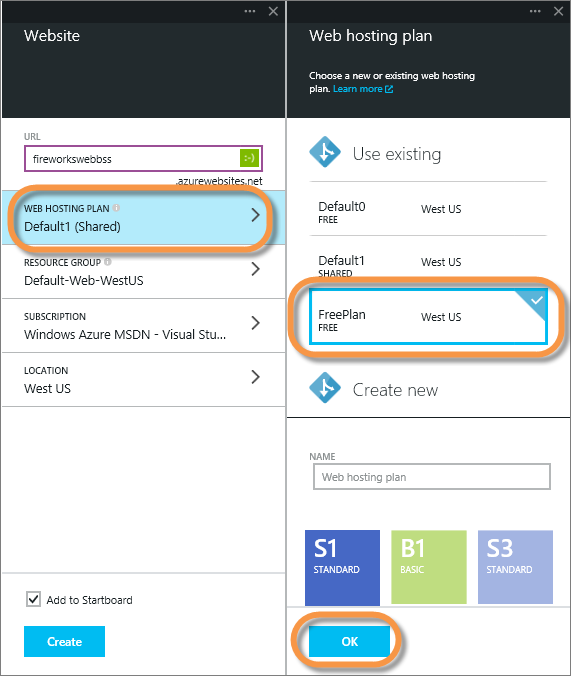 Website
URL
fireworkswebbss
:-)
.azurewebsites.net
WEB HOSTING PLAN
Default1 (Shared)
RESOURCE GROUP
Default-Web-WestUS
SUBSCRIPTION
Windows Azure MSDN - Visual Stu...
LOCATION
West US
Add to Startboard
Create
Web hosting plan
Choose a new or existing web hosting
plan. Learn more
Use existing
Default0 West US
FREE
Default1 West US
SHARED
FreePlan West US
FREE
Create new
NAME
Web hosting plan
S1 B1 S3
STANDARD BASIC STANDARD
OK